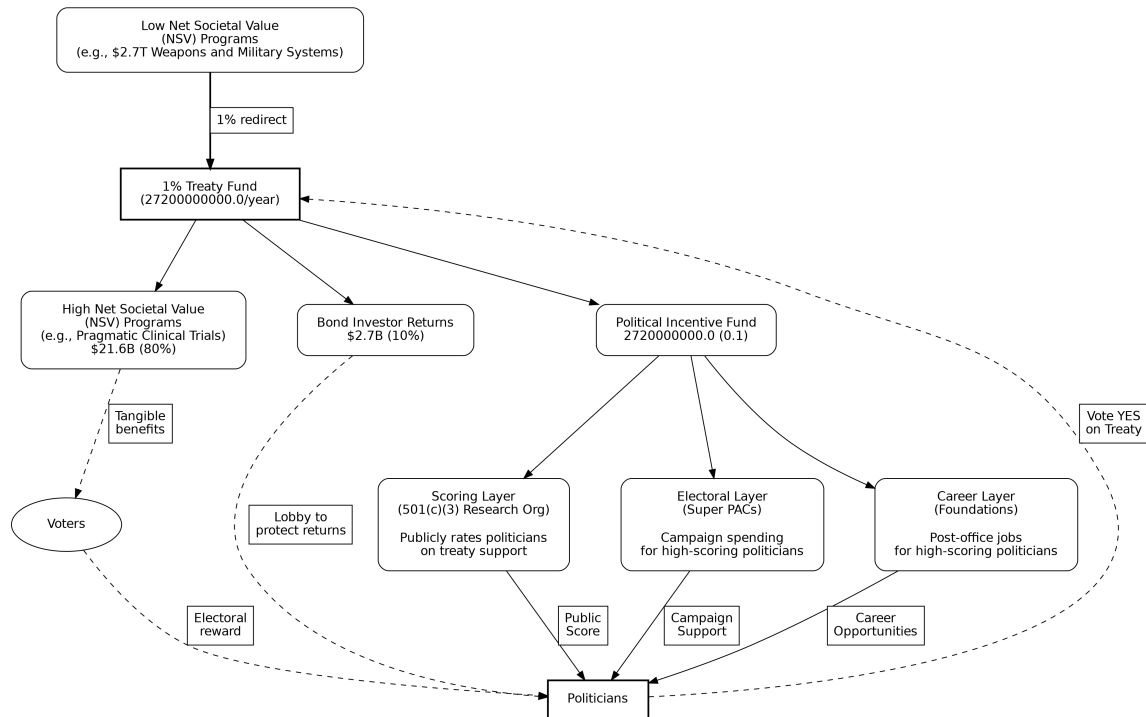 Low Net Societal Value
(NSV) Programs
(e.g., $2.7T Weapons and Military Systems)
1% redirect
1% Treaty Fund
(27200000000.0/year)
High Net Societal Value
(NSV) Programs
(e.g., Pragmatic Clinical Trials)
$21.6B (80%)
Bond Investor Returns
$2.7B (10%)
Political Incentive Fund
2720000000.0 (0.1)
Tangible
benefits
Vote YES
on Treaty
Voters
Lobby to
protect returns
Scoring Layer
(501(c)(3) Research Org)
Publicly rates politicians
on treaty support
Electoral Layer
(Super PACs)
Campaign spending
for high-scoring politicians
Career Layer
(Foundations)
Post-office jobs
for high-scoring politicians
Electoral
reward
Public
Score
Campaign
Support
Career
Opportunities
Politicians